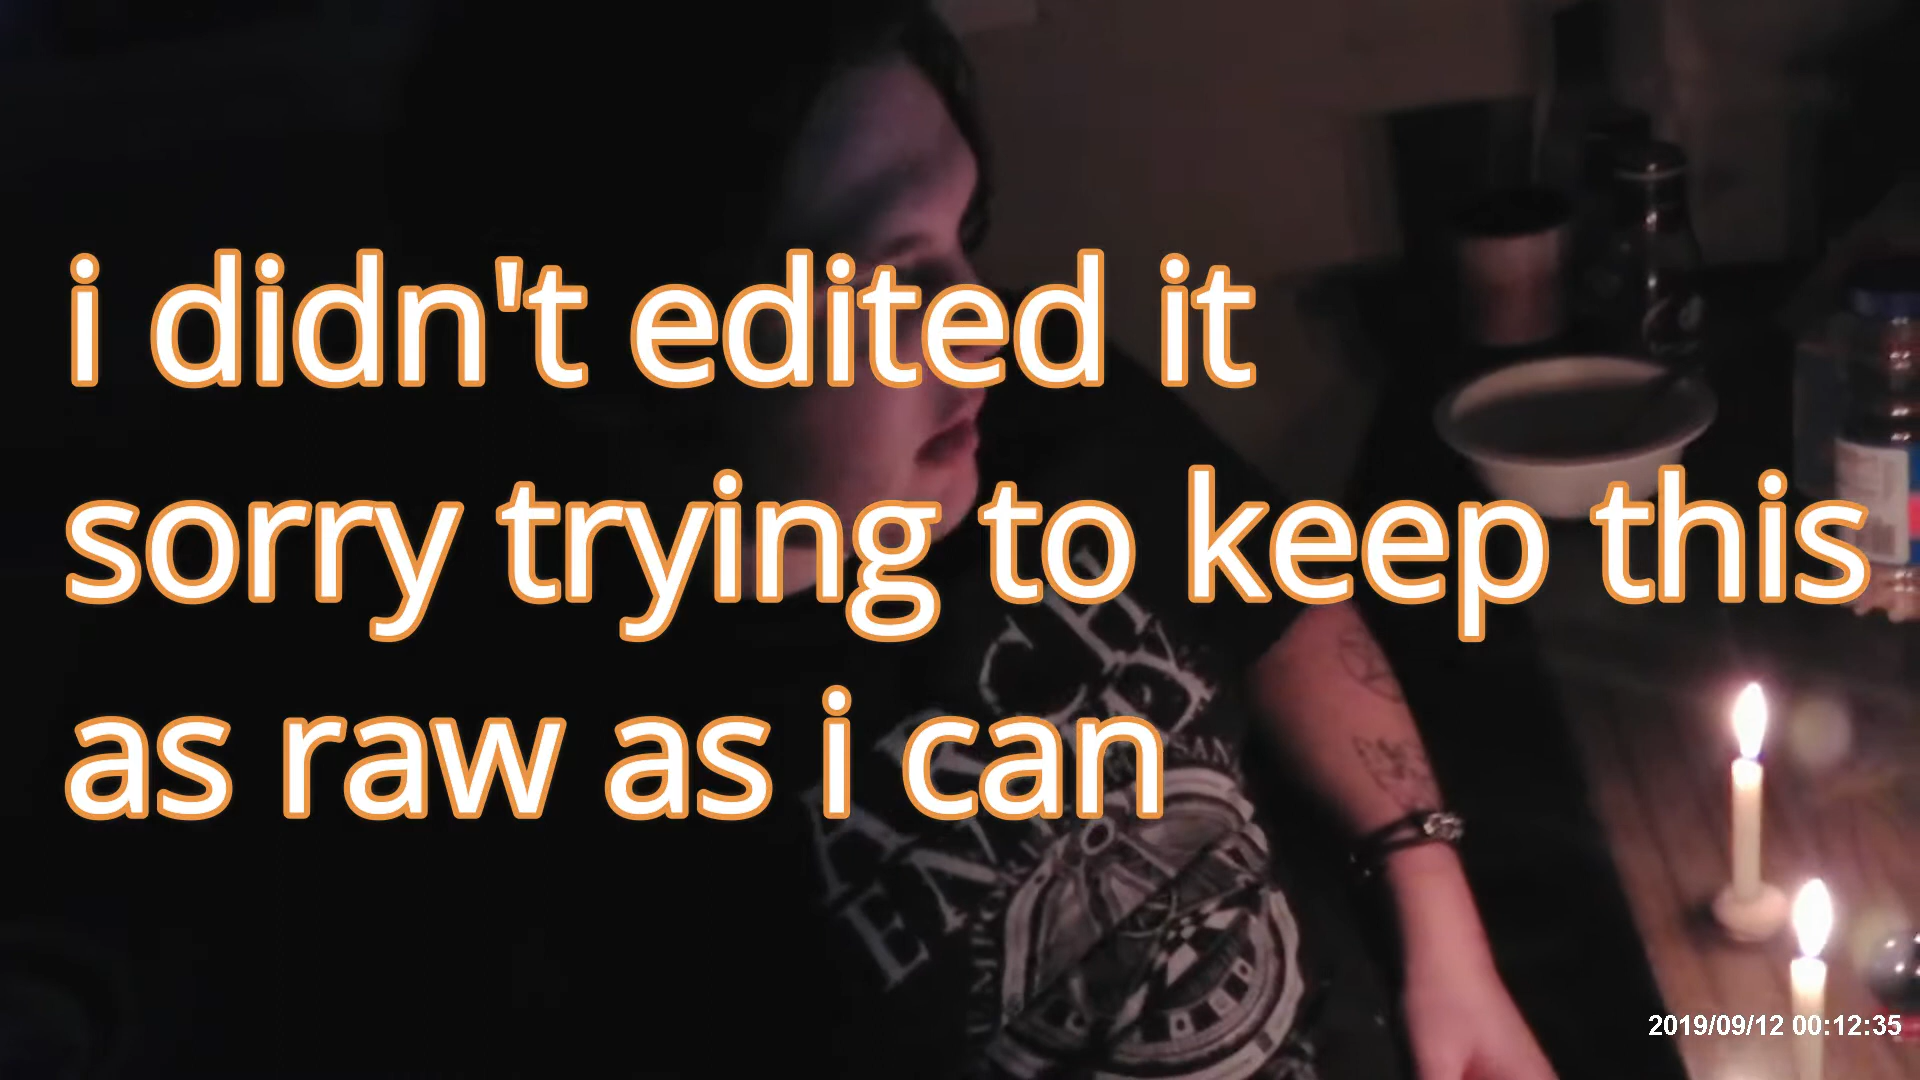 i didn't edited it
sorry trying to keep this
as raw as i can
2019/09/12 00:12:35